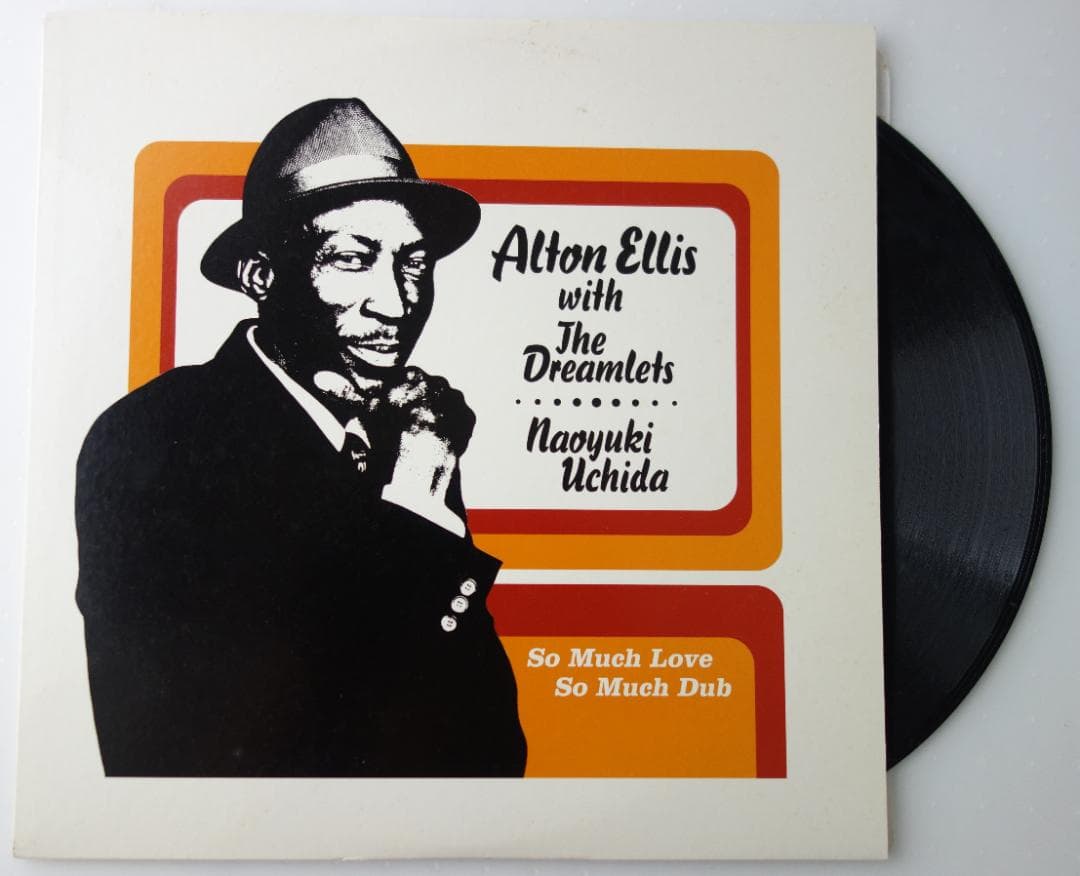 Alton Ellis
with
The
Dreamlets
Naoyuki
Uchida
So Much Love
So Much Dub